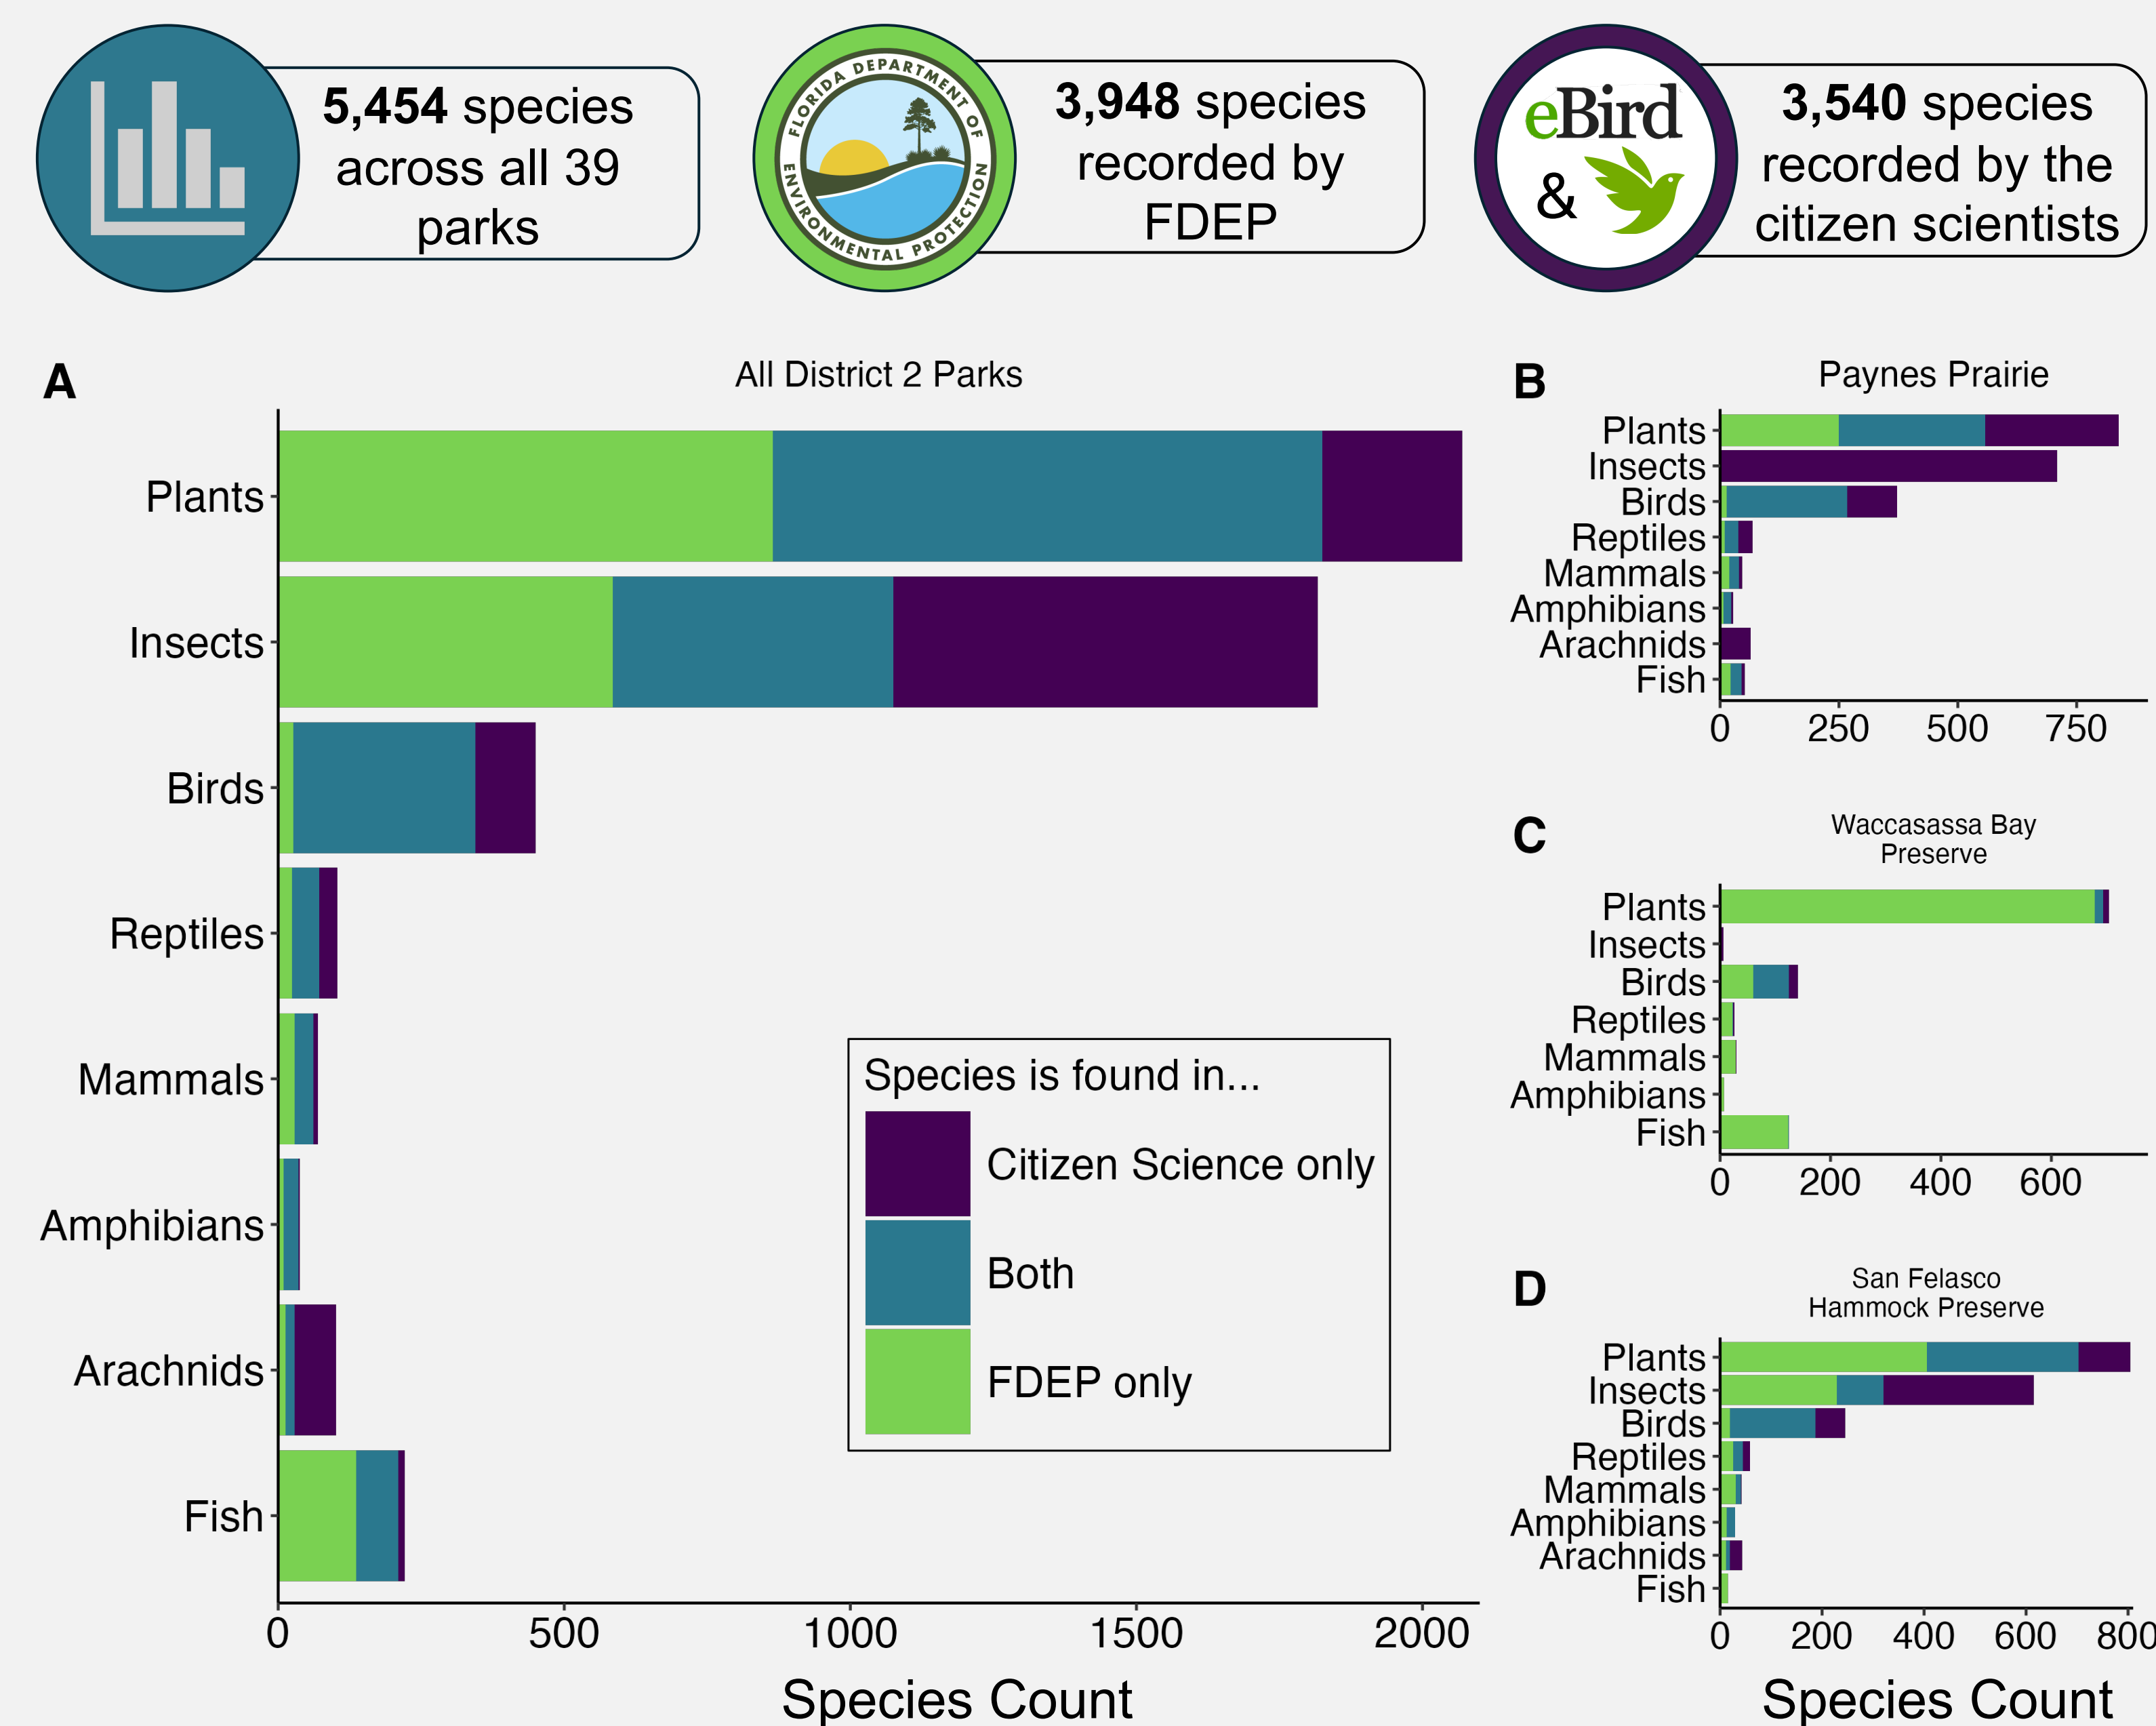 5,454 species
across all 39
parks
FLORIDA DEPARTMENT OF
ENVIRONMENTAL PROTECTION
3,948 species
recorded by
FDEP
eBird
&
3,540 species
recorded by the
citizen scientists
A
All District 2 Parks
Plants
Insects
Birds
Reptiles
Mammals
Amphibians
Arachnids
Fish
0 500 1000 1500 2000
Species Count
Species is found in...
Citizen Science only
Both
FDEP only
B
Paynes Prairie
Plants
Insects
Birds
Reptiles
Mammals
Amphibians
Arachnids
Fish
0 250 500 750
C
Waccasassa Bay
Preserve
Plants
Insects
Birds
Reptiles
Mammals
Amphibians
Fish
0 200 400 600
D
San Felasco
Hammock Preserve
Plants
Insects
Birds
Reptiles
Mammals
Amphibians
Arachnids
Fish
0 200 400 600 800
Species Count